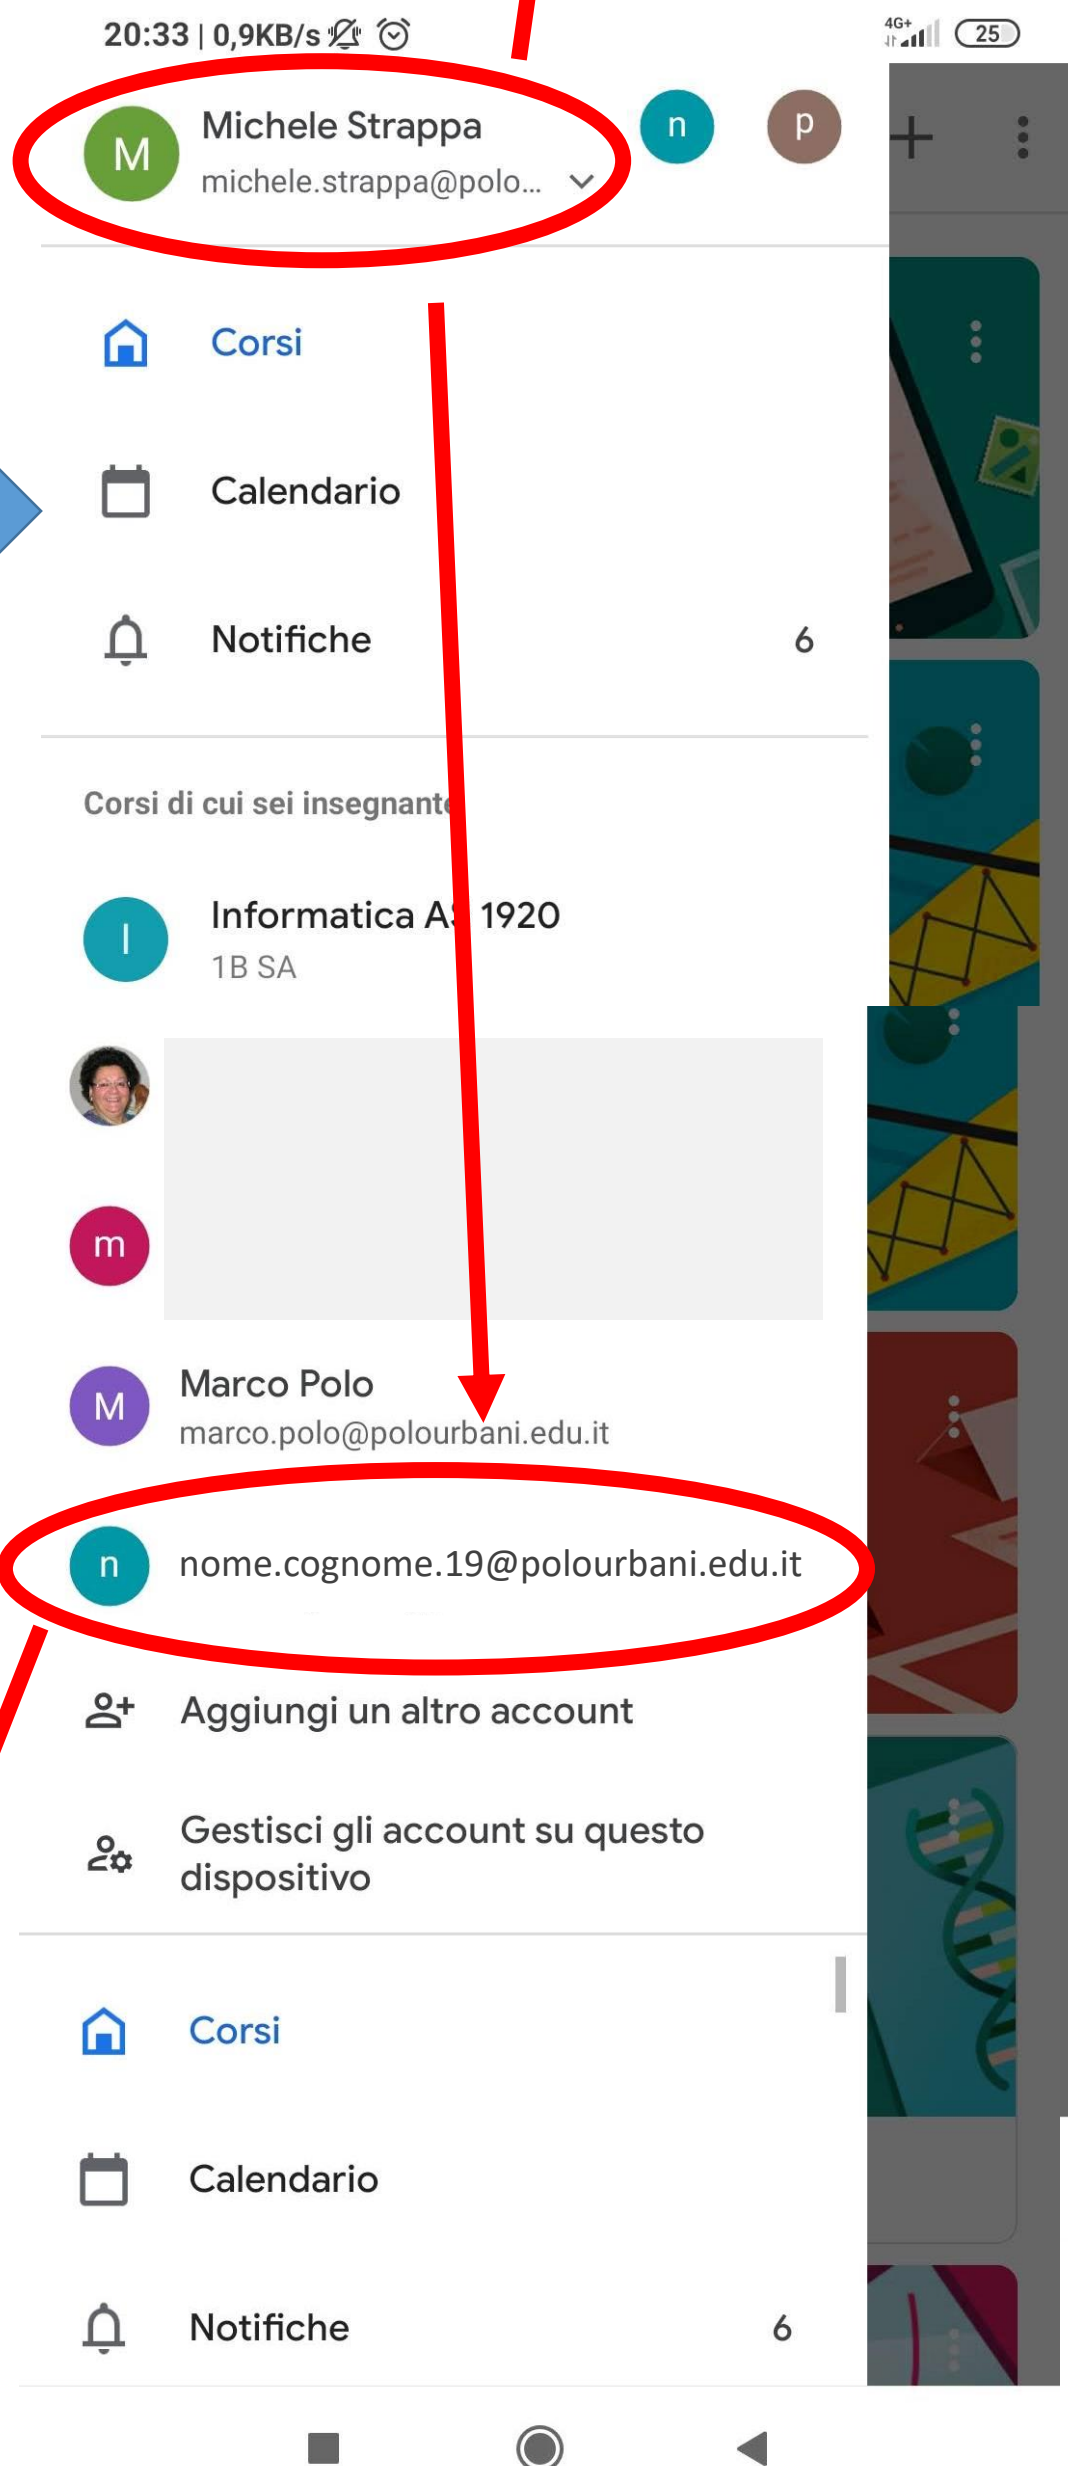 20:33 | 0,9KB/s
4G+
25
M
Michele Strappa
michele.strappa@polo...
n
p
Corsi
Calendario
Notifiche
6
Corsi di cui sei insegnante
I
Informatica AS 1920
1B SA
m
M
Marco Polo
marco.polo@polourbani.edu.it
n
nome.cognome.19@polourbani.edu.it
Aggiungi un altro account
Gestisci gli account su questo
dispositivo
Corsi
Calendario
Notifiche
6